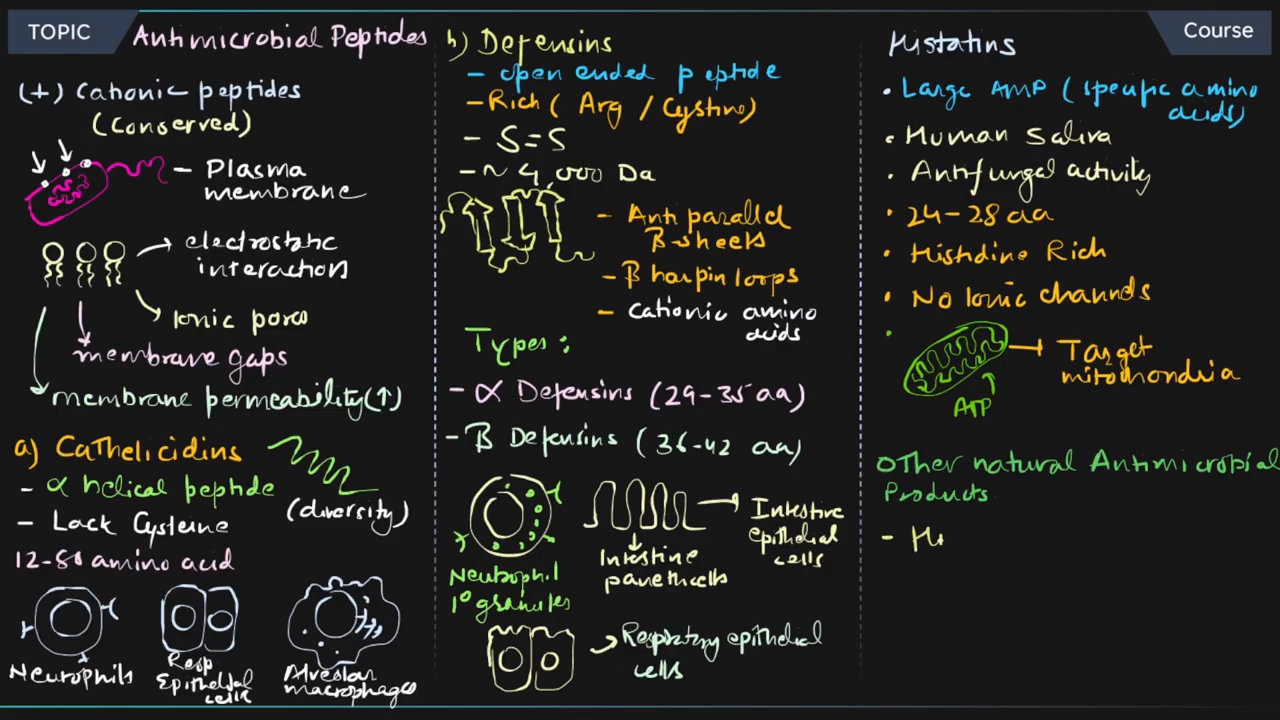 TOPIC
Antimicrobial Peptides
(+) Cationic peptides
(Conserved)
- Plasma
membrane
electrostatic
interaction
Ionic pores
membrane gaps
membrane permeability (↑)
a) Cathelicidins
- α helical peptide
(diversity)
- Lack Cysteine
12-80 amino acid
Neutrophils
Resp
Epithelial
cells
Alveolar
macrophages
b) Defensins
- open ended peptide
- Rich ( Arg / Cystine)
- S=S
- ~ 4,000 Da
- Anti parallel
β-sheets
- β hairpin loops
- Cationic amino
acids
Types :
- α Defensins (29-35 aa)
- β Defensins (36-42 aa)
Neutrophil
1° granules
Intestine
paneth cells
Intestine
epithelial
cells
Respiratory epithelial
cells
Course
Histatins
• Large AMP ( specific amino
acids)
• Human Saliva
• Antifungal activity
• 24-28 aa
• Histidine Rich
• No Ionic channels
•
ATP
Target
mitochondria
Other natural Antimicrobial
Products
-